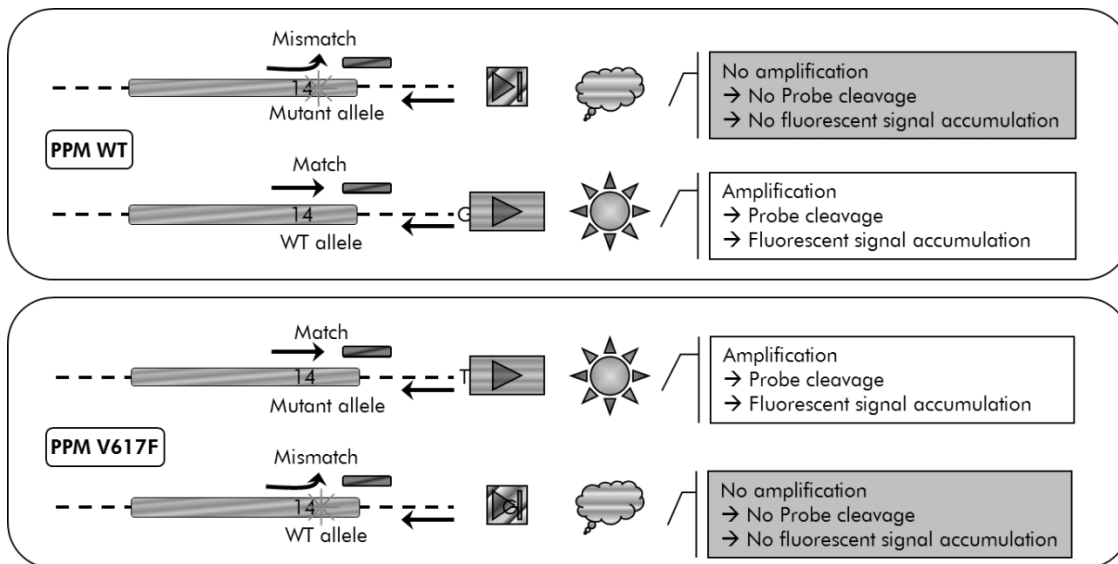 Mismatch
14
Mutant allele
No amplification
→ No Probe cleavage
→ No fluorescent signal accumulation
PPM WT
Match
14
WT allele
G
Amplification
→ Probe cleavage
→ Fluorescent signal accumulation
Match
14
Mutant allele
T
Amplification
→ Probe cleavage
→ Fluorescent signal accumulation
PPM V617F
Mismatch
14
WT allele
G
No amplification
→ No Probe cleavage
→ No fluorescent signal accumulation